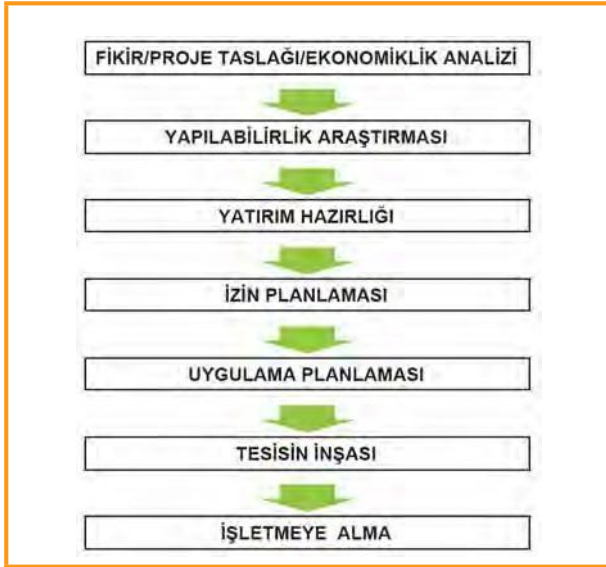 FİKİR/PROJE TASLAĞI/EKONOMİKLİK ANALİZİ
YAPILABİLİRLİK ARAŞTIRMASI
YATIRIM HAZIRLIĞI
İZİN PLANLAMASI
UYGULAMA PLANLAMASI
TESİSİN İNŞASI
İŞLETMEYE ALMA